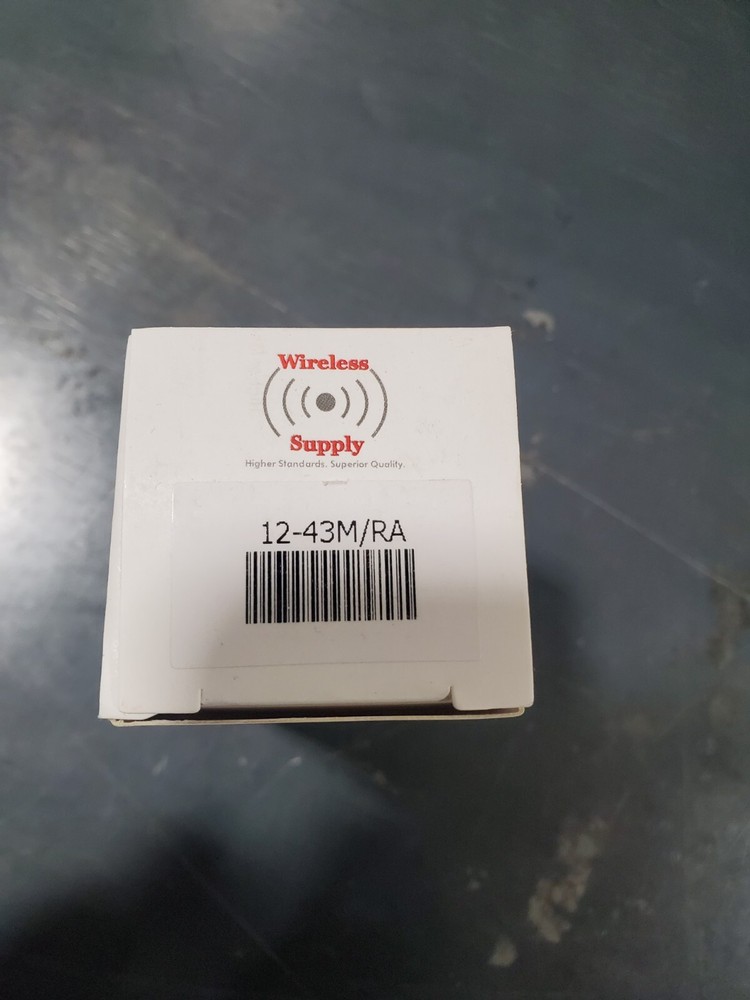 Wireless
Supply
Higher Standards. Superior Quality.
12-43M/RA